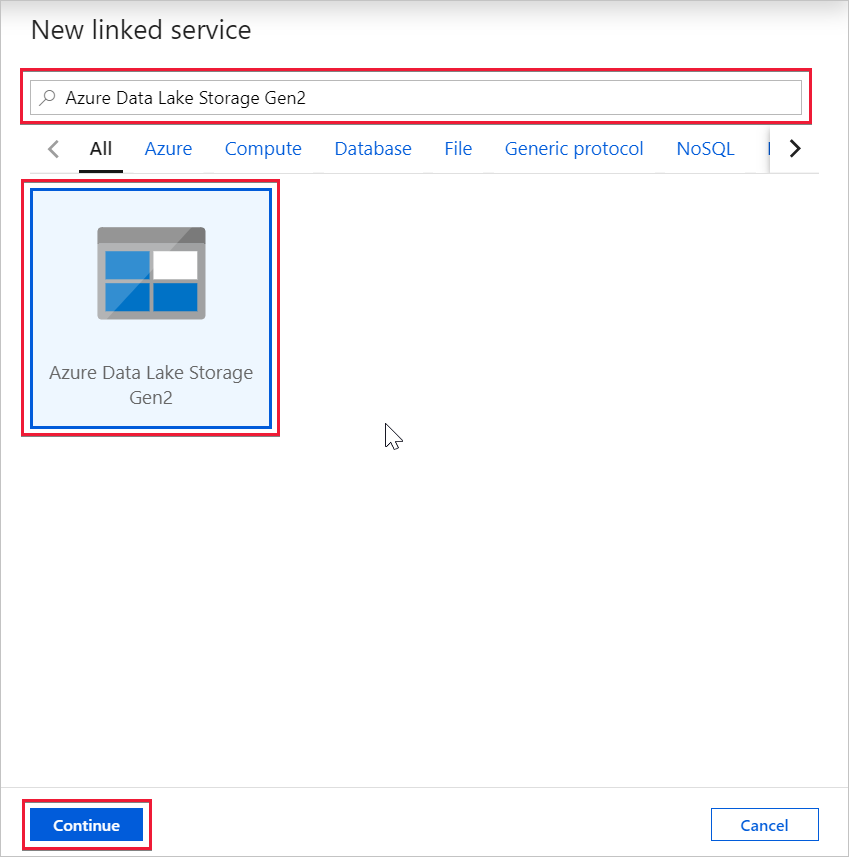 New linked service
Azure Data Lake Storage Gen2
All Azure Compute Database File Generic protocol NoSQL
Azure Data Lake Storage
Gen2
Continue Cancel